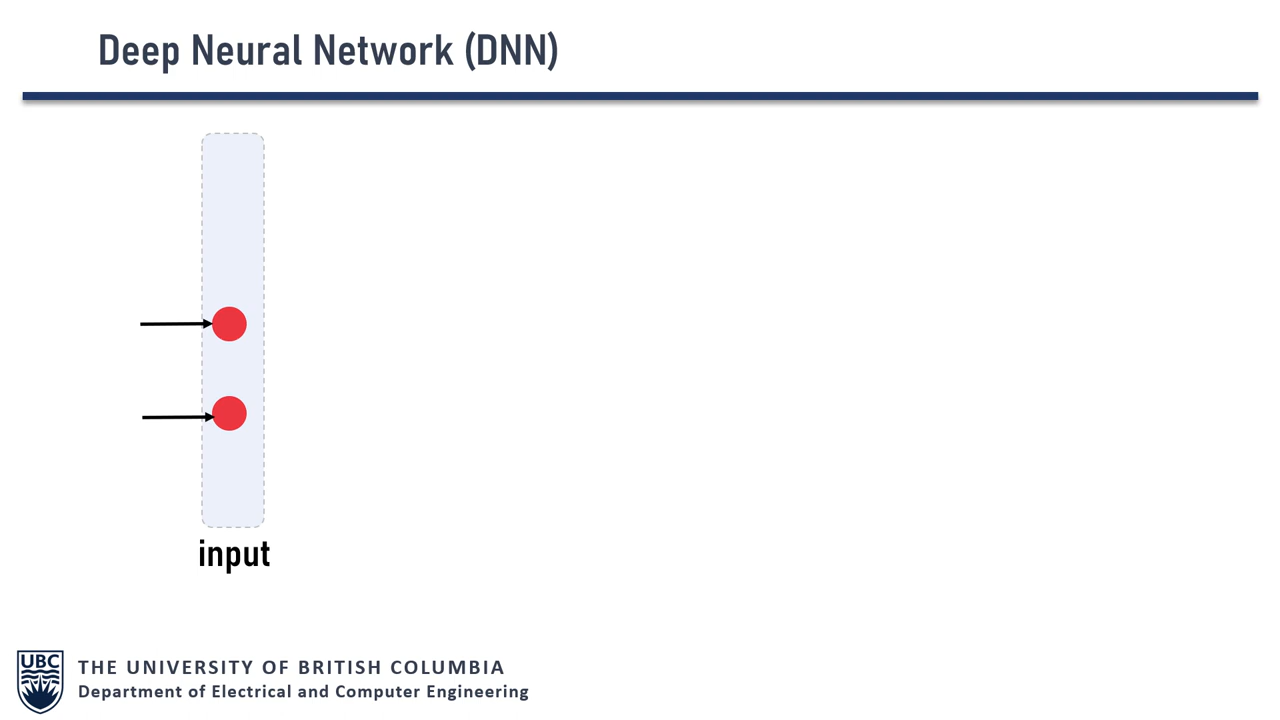 Deep Neural Network (DNN)
input
UBC
THE UNIVERSITY OF BRITISH COLUMBIA
Department of Electrical and Computer Engineering